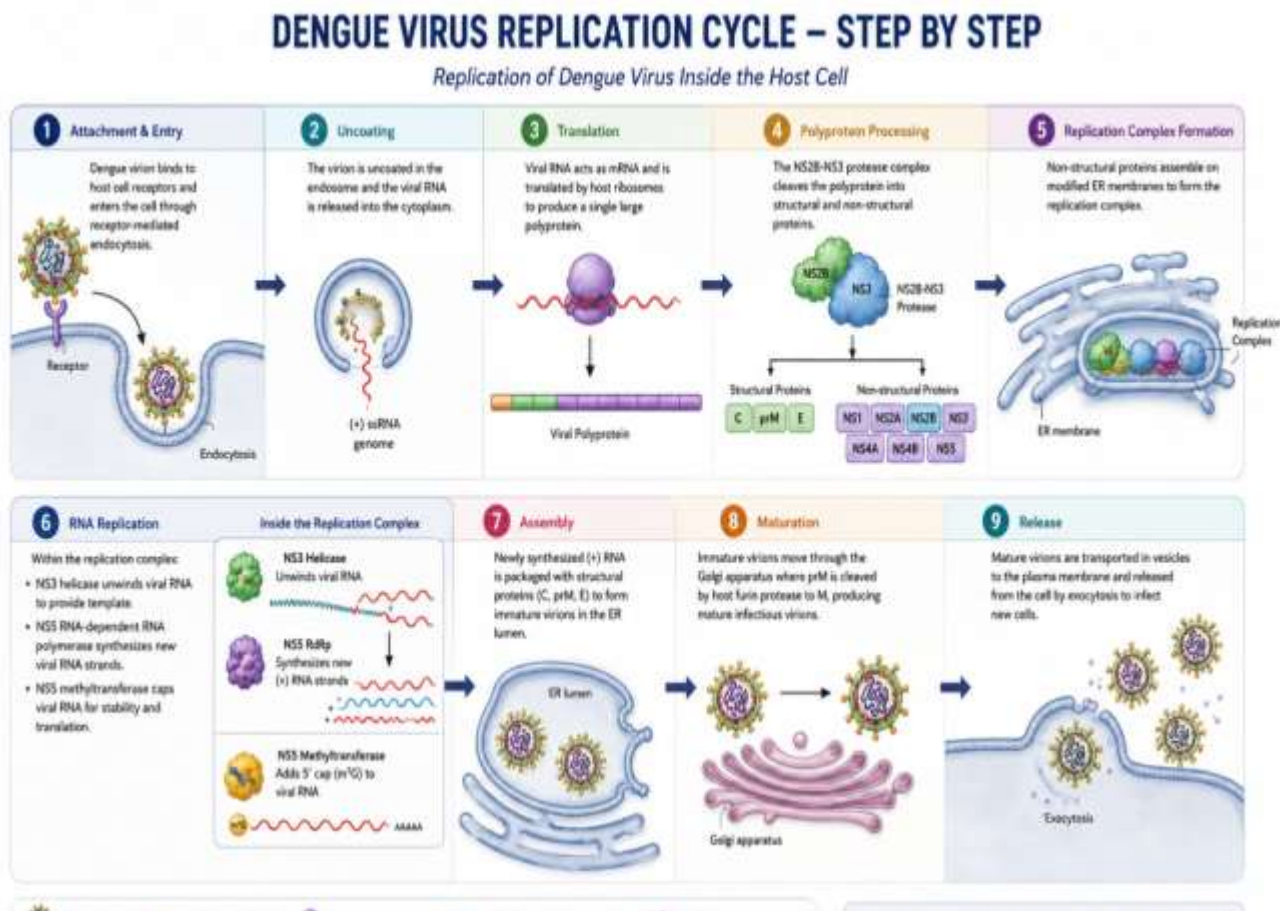 DENGUE VIRUS REPLICATION CYCLE – STEP BY STEP
Replication of Dengue Virus Inside the Host Cell
1 Attachment & Entry
Dengue virion binds to
host cell receptors and
enters the cell through
receptor-mediated
endocytosis.
Receptor
Endocytosis
2 Uncoating
The virion is uncoated in the
endosome and the viral RNA
is released into the cytoplasm.
(+) ssRNA
genome
3 Translation
Viral RNA acts as mRNA and is
translated by host ribosomes
to produce a single large
polyprotein.
Viral Polyprotein
4 Polyprotein Processing
The NS2B-NS3 protease complex
cleaves the polyprotein into
structural and non-structural
proteins.
NS2B
NS3
NS2B-NS3
Protease
Structural Proteins
C prM E
Non-structural Proteins
NS1 NS2A NS2B NS3
NS4A NS4B NS5
5 Replication Complex Formation
Non-structural proteins assemble on
modified ER membranes to form the
replication complex.
Replication
Complex
ER membrane
6 RNA Replication
Within the replication complex:
• NS3 helicase unwinds viral RNA
to provide template.
• NS5 RNA-dependent RNA
polymerase synthesizes new
viral RNA strands.
• NS5 methyltransferase caps
viral RNA for stability and
translation.
Inside the Replication Complex
NS3 Helicase
Unwinds viral RNA
NS5 RdRp
Synthesizes new
(+) RNA strands
+
+
NS5 Methyltransferase
Adds 5' cap (m⁷G) to
viral RNA
AAAAA
7 Assembly
Newly synthesized (+) RNA
is packaged with structural
proteins (C, prM, E) to form
immature virions in the ER
lumen.
ER lumen
8 Maturation
Immature virions move through the
Golgi apparatus where prM is cleaved
by host furin protease to M, producing
mature infectious virions.
Golgi apparatus
9 Release
Mature virions are transported in vesicles
to the plasma membrane and released
from the cell by exocytosis to infect
new cells.
Exocytosis